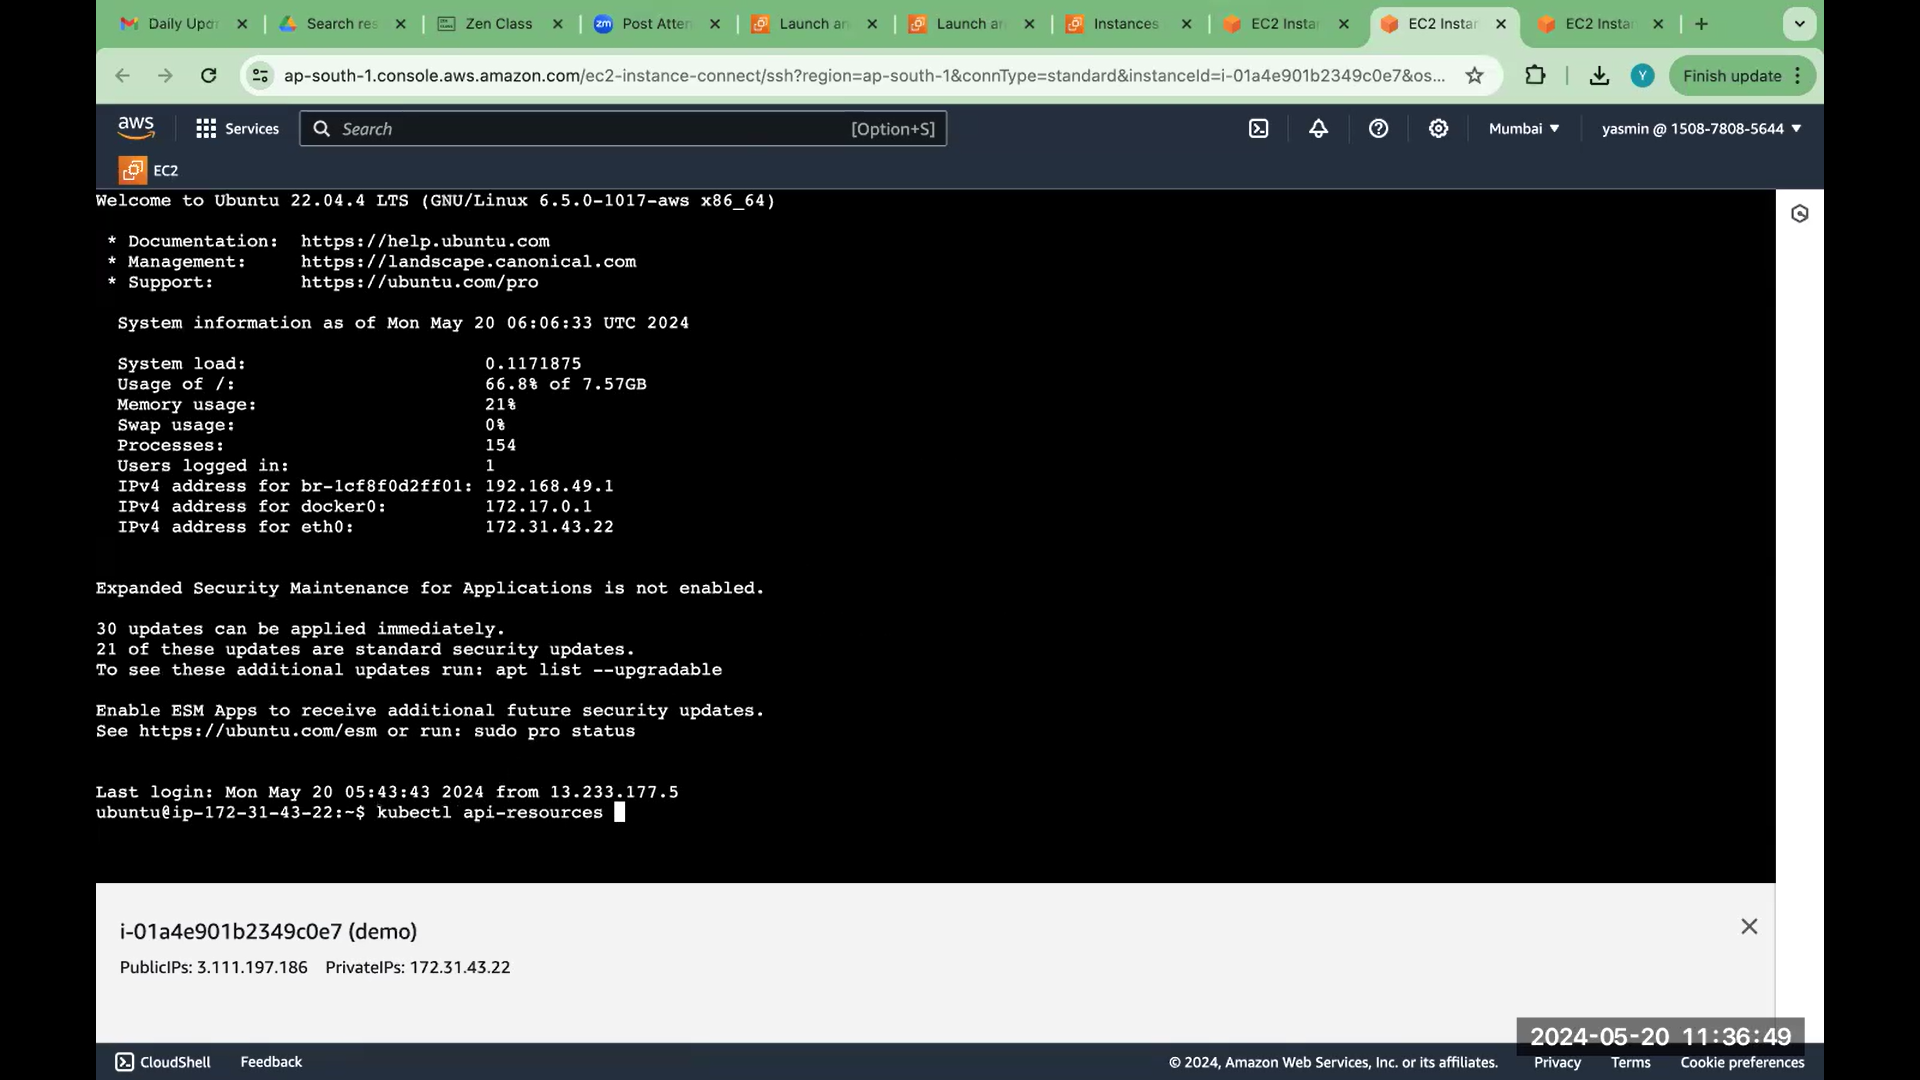 Daily Upd
Search res
Zen Class
Post Atten
Launch an
Launch an
Instances
EC2 Instan
EC2 Instan
EC2 Instan
ap-south-1.console.aws.amazon.com/ec2-instance-connect/ssh?region=ap-south-1&connType=standard&instanceId=i-01a4e901b2349c0e7&os...
Y
Finish update
aws
Services
Search
[Option+S]
Mumbai
yasmin @ 1508-7808-5644
EC2
Welcome to Ubuntu 22.04.4 LTS (GNU/Linux 6.5.0-1017-aws x86_64)
* Documentation: https://help.ubuntu.com
* Management: https://landscape.canonical.com
* Support: https://ubuntu.com/pro
System information as of Mon May 20 06:06:33 UTC 2024
System load: 0.1171875
Usage of /: 66.8% of 7.57GB
Memory usage: 21%
Swap usage: 0%
Processes: 154
Users logged in: 1
IPv4 address for br-1cf8f0d2ff01: 192.168.49.1
IPv4 address for docker0: 172.17.0.1
IPv4 address for eth0: 172.31.43.22
Expanded Security Maintenance for Applications is not enabled.
30 updates can be applied immediately.
21 of these updates are standard security updates.
To see these additional updates run: apt list --upgradable
Enable ESM Apps to receive additional future security updates.
See https://ubuntu.com/esm or run: sudo pro status
Last login: Mon May 20 05:43:43 2024 from 13.233.177.5
ubuntu@ip-172-31-43-22:~$ kubectl api-resources
i-01a4e901b2349c0e7 (demo)
PublicIPs: 3.111.197.186 PrivateIPs: 172.31.43.22
2024-05-20 11:36:49
CloudShell
Feedback
© 2024, Amazon Web Services, Inc. or its affiliates.
Privacy
Terms
Cookie preferences